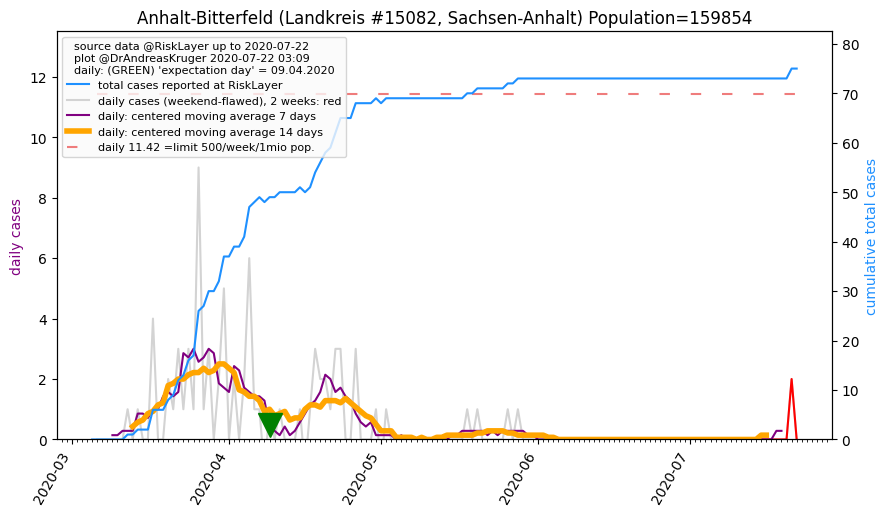 Anhalt-Bitterfeld (Landkreis #15082, Sachsen-Anhalt) Population=159854
source data @RiskLayer up to 2020-07-22
plot @DrAndreasKruger 2020-07-22 03:09
daily: (GREEN) 'expectation day' = 09.04.2020
total cases reported at RiskLayer
daily cases (weekend-flawed), 2 weeks: red
daily: centered moving average 7 days
daily: centered moving average 14 days
daily 11.42 =limit 500/week/1mio pop.
daily cases
12
10
8
6
4
2
0
cumulative total cases
80
70
60
50
40
30
20
10
0
2020-03
2020-04
2020-05
2020-06
2020-07